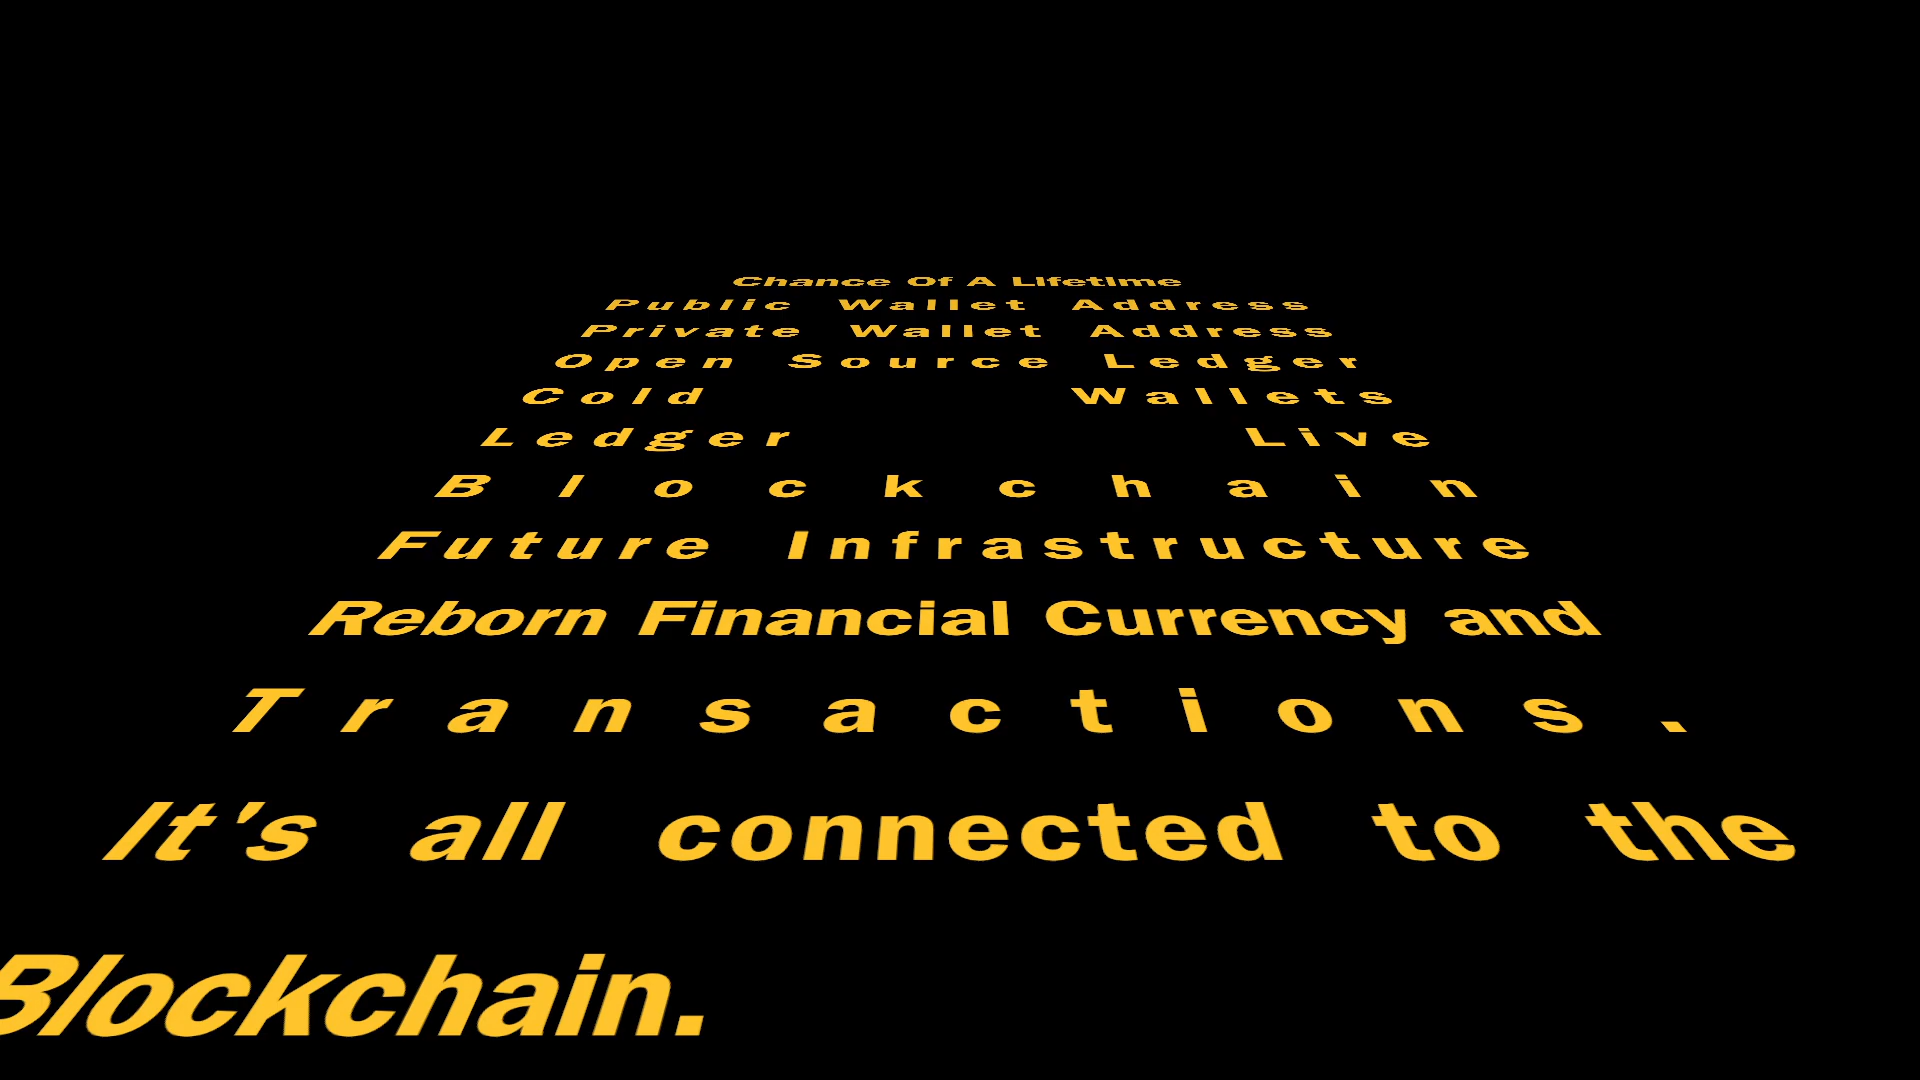 Chance Of A Lifetime
Public Wallet Address
Private Wallet Address
Open Source Ledger
Cold Wallets
Ledger Live
Blockchain
Future Infrastructure
Reborn Financial Currency and
Transactions.
It's all connected to the
Blockchain.